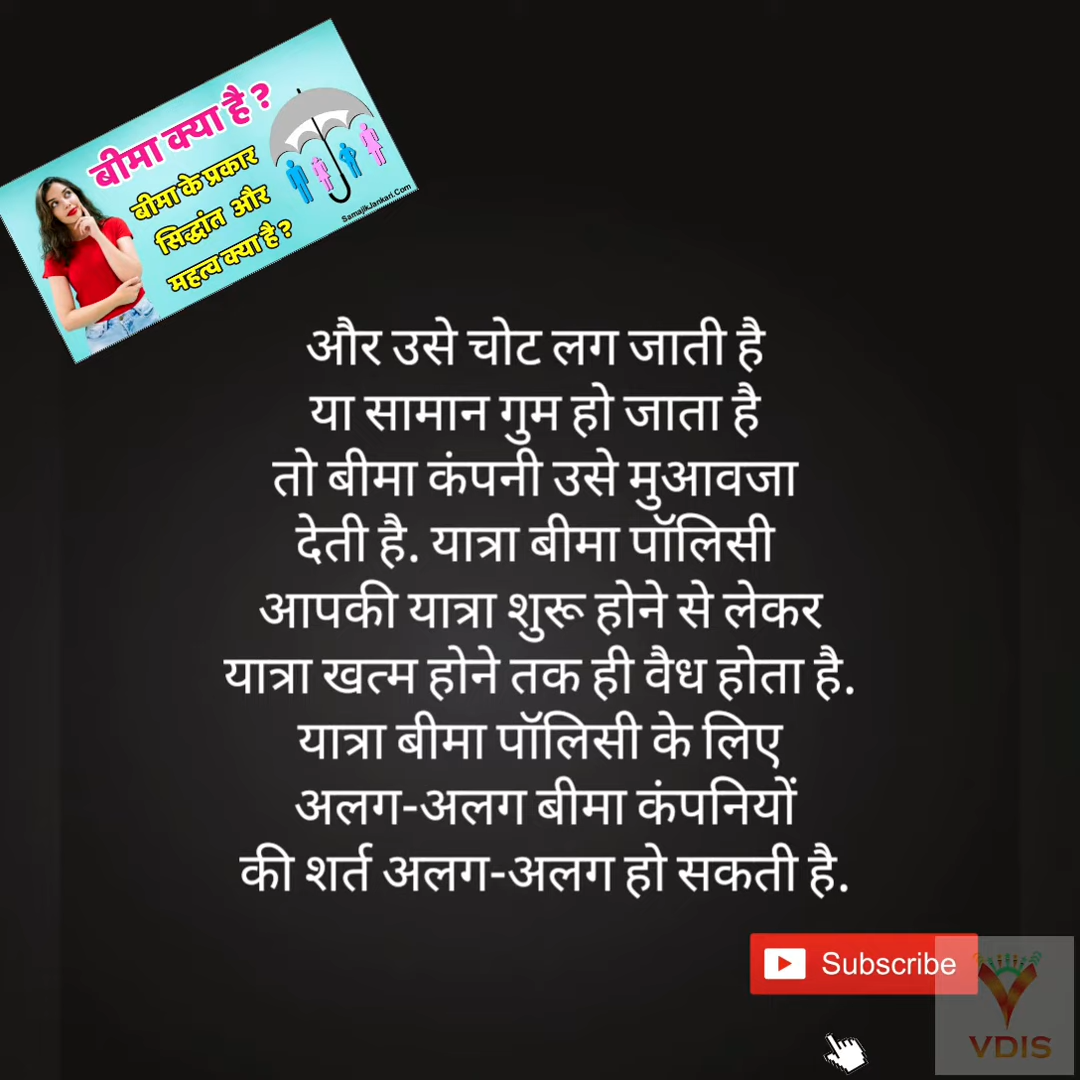 बीमा क्या है ?
बीमा के प्रकार
सिद्धांत और
महत्व क्या है ?
SamajikJankari.Com
और उसे चोट लग जाती है
या सामान गुम हो जाता है
तो बीमा कंपनी उसे मुआवजा
देती है. यात्रा बीमा पॉलिसी
आपकी यात्रा शुरू होने से लेकर
यात्रा खत्म होने तक ही वैध होता है.
यात्रा बीमा पॉलिसी के लिए
अलग-अलग बीमा कंपनियों
की शर्त अलग-अलग हो सकती है.
Subscribe
VDIS